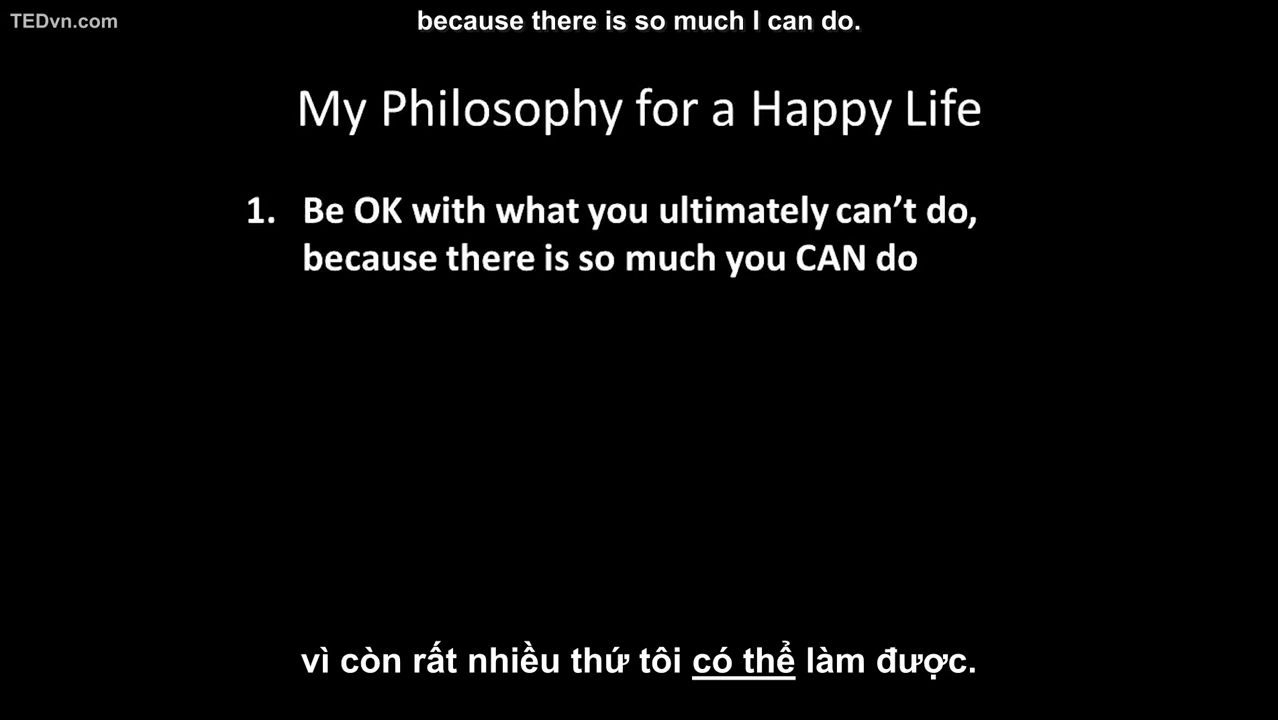 TEDvn.com
because there is so much I can do.
My Philosophy for a Happy Life
1. Be OK with what you ultimately can’t do,
because there is so much you CAN do
vì còn rất nhiều thứ tôi có thể làm được.